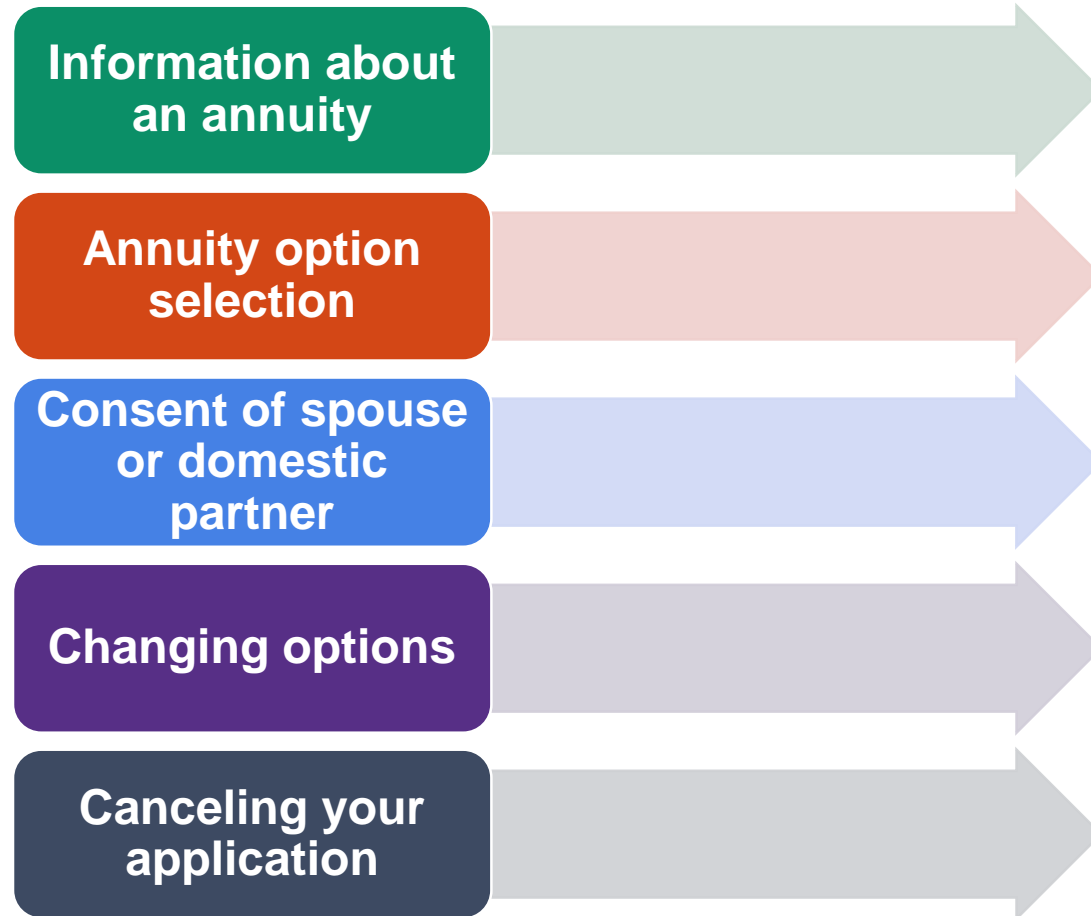 Information about
an annuity
Annuity option
selection
Consent of spouse
or domestic
partner
Changing options
Canceling your
application